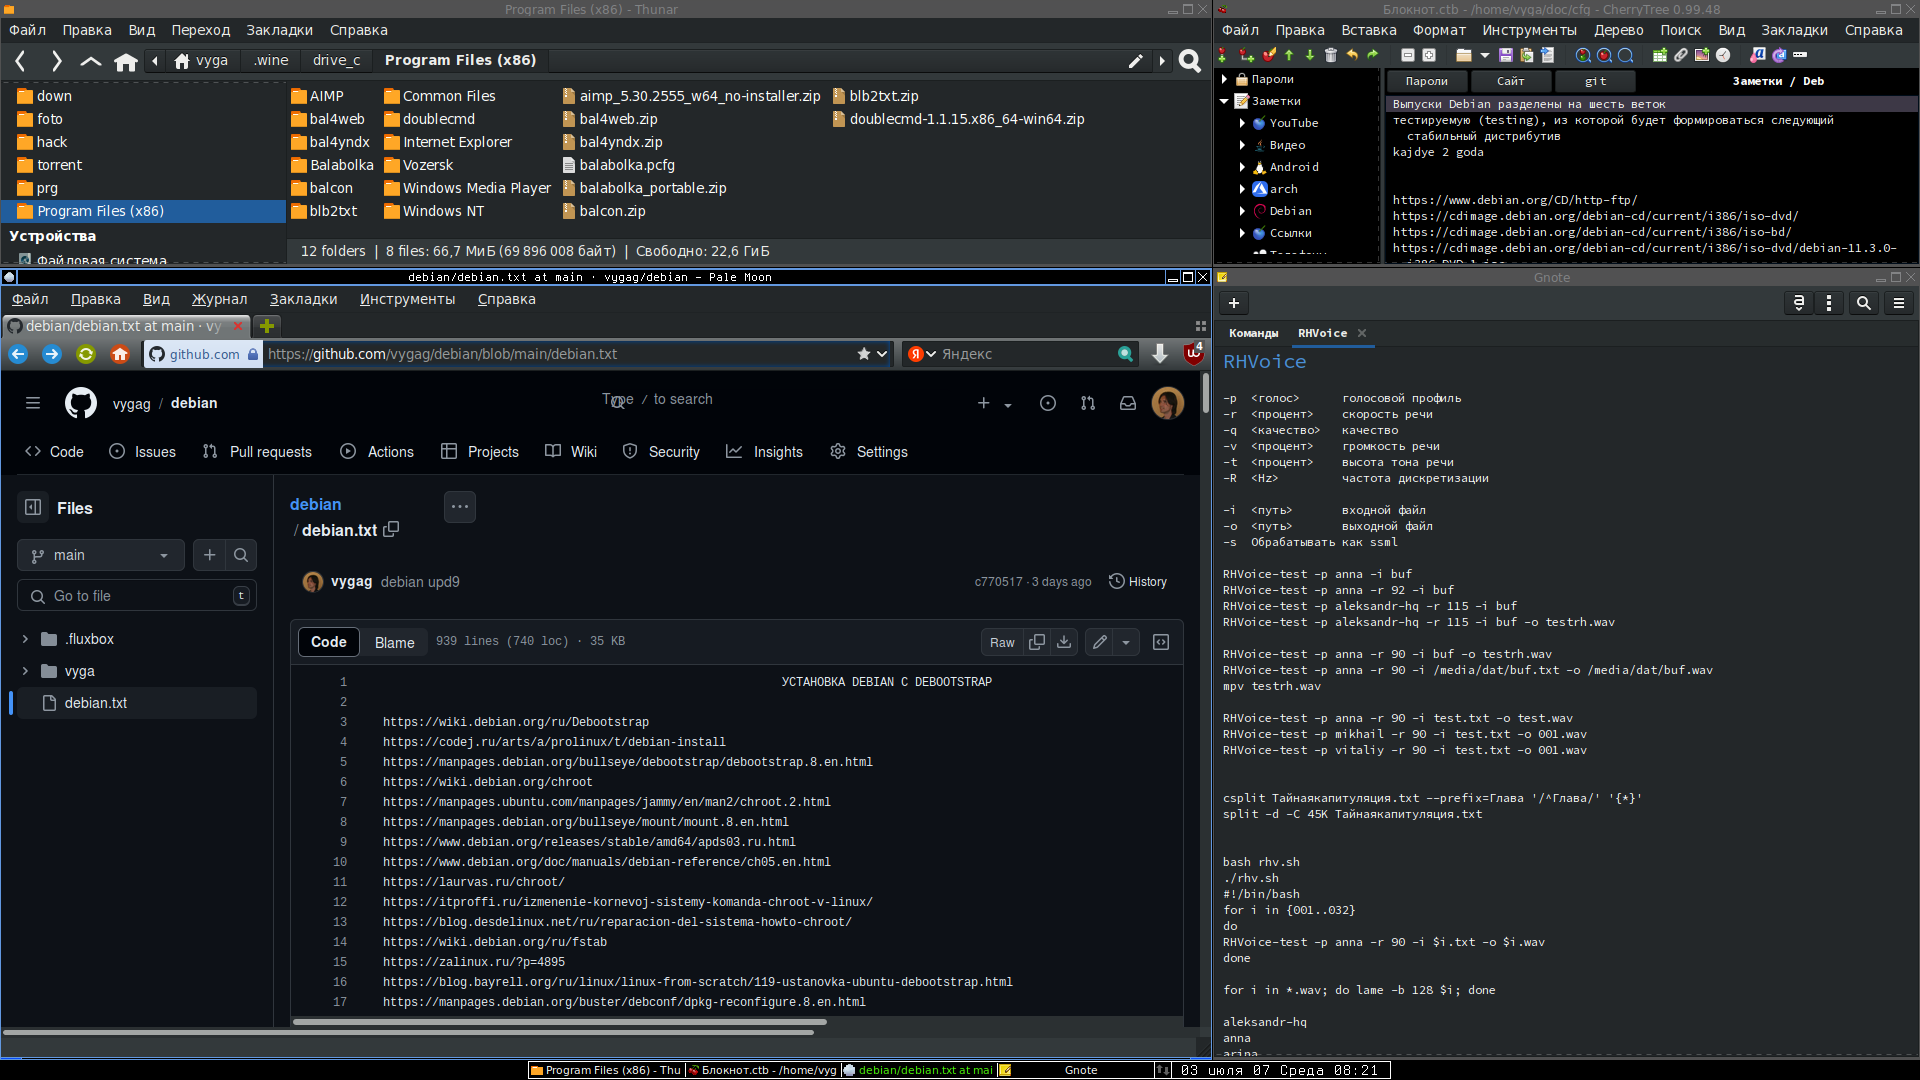 Program Files (x86) - Thunar
Файл Правка Вид Переход Закладки Справка
vyga .wine drive_c Program Files (x86)
down
foto
hack
torrent
prg
Program Files (x86)
Устройства
Файловая система
AIMP
bal4web
bal4yndx
Balabolka
balcon
blb2txt
Common Files
doublecmd
Internet Explorer
Vozersk
Windows Media Player
Windows NT
aimp_5.30.2555_w64_no-installer.zip
bal4web.zip
bal4yndx.zip
balabolka.pcfg
balabolka_portable.zip
balcon.zip
blb2txt.zip
doublecmd-1.1.15.x86_64-win64.zip
12 folders | 8 files: 66,7 МиБ (69 896 008 байт) | Свободно: 22,6 ГиБ
Блокнот.ctb - /home/vyga/doc/cfg - CherryTree 0.99.48
Файл Правка Вставка Формат Инструменты Дерево Поиск Вид Закладки Справка
Пароли
Заметки
YouTube
Видео
Android
arch
Debian
Ссылки
Пароли Сайт git Заметки / Deb
Выпуски Debian разделены на шесть веток
тестируемую (testing), из которой будет формироваться следующий
стабильный дистрибутив
kajdye 2 goda
https://www.debian.org/CD/http-ftp/
https://cdimage.debian.org/debian-cd/current/i386/iso-dvd/
https://cdimage.debian.org/debian-cd/current/i386/iso-bd/
https://cdimage.debian.org/debian-cd/current/i386/iso-dvd/debian-11.3.0-
debian/debian.txt at main · vygag/debian - Pale Moon
Файл Правка Вид Журнал Закладки Инструменты Справка
debian/debian.txt at main · vy
github.com https://github.com/vygag/debian/blob/main/debian.txt Я Яндекс 4
vygag / debian Type / to search
Code Issues Pull requests Actions Projects Wiki Security Insights Settings
Files
main
Go to file t
.fluxbox
vyga
debian.txt
debian
/ debian.txt
vygag debian upd9 c770517 · 3 days ago History
Code Blame 939 lines (740 loc) · 35 KB Raw
1 УСТАНОВКА DEBIAN С DEBOOTSTRAP
2
3 https://wiki.debian.org/ru/Debootstrap
4 https://codej.ru/arts/a/prolinux/t/debian-install
5 https://manpages.debian.org/bullseye/debootstrap/debootstrap.8.en.html
6 https://wiki.debian.org/chroot
7 https://manpages.ubuntu.com/manpages/jammy/en/man2/chroot.2.html
8 https://manpages.debian.org/bullseye/mount/mount.8.en.html
9 https://www.debian.org/releases/stable/amd64/apds03.ru.html
10 https://www.debian.org/doc/manuals/debian-reference/ch05.en.html
11 https://laurvas.ru/chroot/
12 https://itproffi.ru/izmenenie-kornevoj-sistemy-komanda-chroot-v-linux/
13 https://blog.desdelinux.net/ru/reparacion-del-sistema-howto-chroot/
14 https://wiki.debian.org/ru/fstab
15 https://zalinux.ru/?p=4895
16 https://blog.bayrell.org/ru/linux/linux-from-scratch/119-ustanovka-ubuntu-debootstrap.html
17 https://manpages.debian.org/buster/debconf/dpkg-reconfigure.8.en.html
Gnote
Команды RHVoice
RHVoice
-p <голос> голосовой профиль
-r <процент> скорость речи
-q <качество> качество
-v <процент> громкость речи
-t <процент> высота тона речи
-R <Hz> частота дискретизации
-i <путь> входной файл
-o <путь> выходной файл
-s Обрабатывать как ssml
RHVoice-test -p anna -i buf
RHVoice-test -p anna -r 92 -i buf
RHVoice-test -p aleksandr-hq -r 115 -i buf
RHVoice-test -p aleksandr-hq -r 115 -i buf -o testrh.wav
RHVoice-test -p anna -r 90 -i buf -o testrh.wav
RHVoice-test -p anna -r 90 -i /media/dat/buf.txt -o /media/dat/buf.wav
mpv testrh.wav
RHVoice-test -p anna -r 90 -i test.txt -o test.wav
RHVoice-test -p mikhail -r 90 -i test.txt -o 001.wav
RHVoice-test -p vitaliy -r 90 -i test.txt -o 001.wav
csplit Тайнаякапитуляция.txt --prefix=Глава '/^Глава/' '{*}'
split -d -C 45K Тайнаякапитуляция.txt
bash rhv.sh
./rhv.sh
#!/bin/bash
for i in {001..032}
do
RHVoice-test -p anna -r 90 -i $i.txt -o $i.wav
done
for i in *.wav; do lame -b 128 $i; done
aleksandr-hq
anna
arina
Program Files (x86) - Thu Блокнот.ctb - /home/vyg debian/debian.txt at mai Gnote 03 июля 07 Среда 08:21